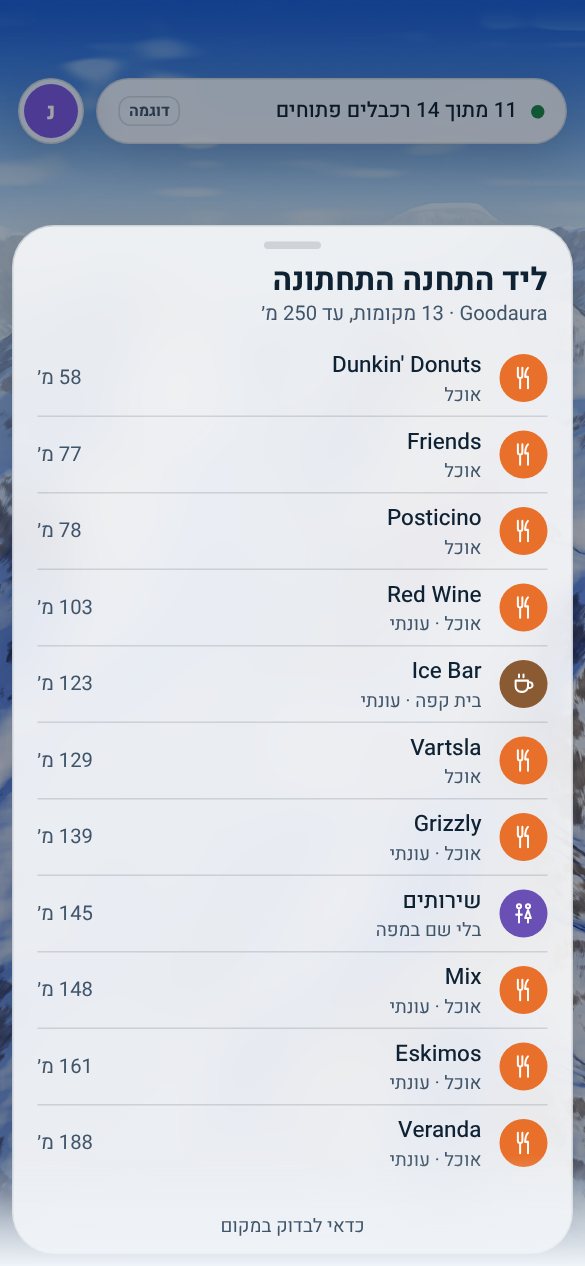 11 מתוך 14 רכבלים פתוחים
דוגמה
נ
ליד התחנה התחתונה
Goodaura · 13 מקומות, עד 250 מ׳
Dunkin' Donuts
אוכל
58 מ׳
Friends
אוכל
77 מ׳
Posticino
אוכל
78 מ׳
Red Wine
אוכל · עונתי
103 מ׳
Ice Bar
בית קפה · עונתי
123 מ׳
Vartsla
אוכל
129 מ׳
Grizzly
אוכל · עונתי
139 מ׳
שירותים
בלי שם במפה
145 מ׳
Mix
אוכל · עונתי
148 מ׳
Eskimos
אוכל · עונתי
161 מ׳
Veranda
אוכל · עונתי
188 מ׳
כדאי לבדוק במקום